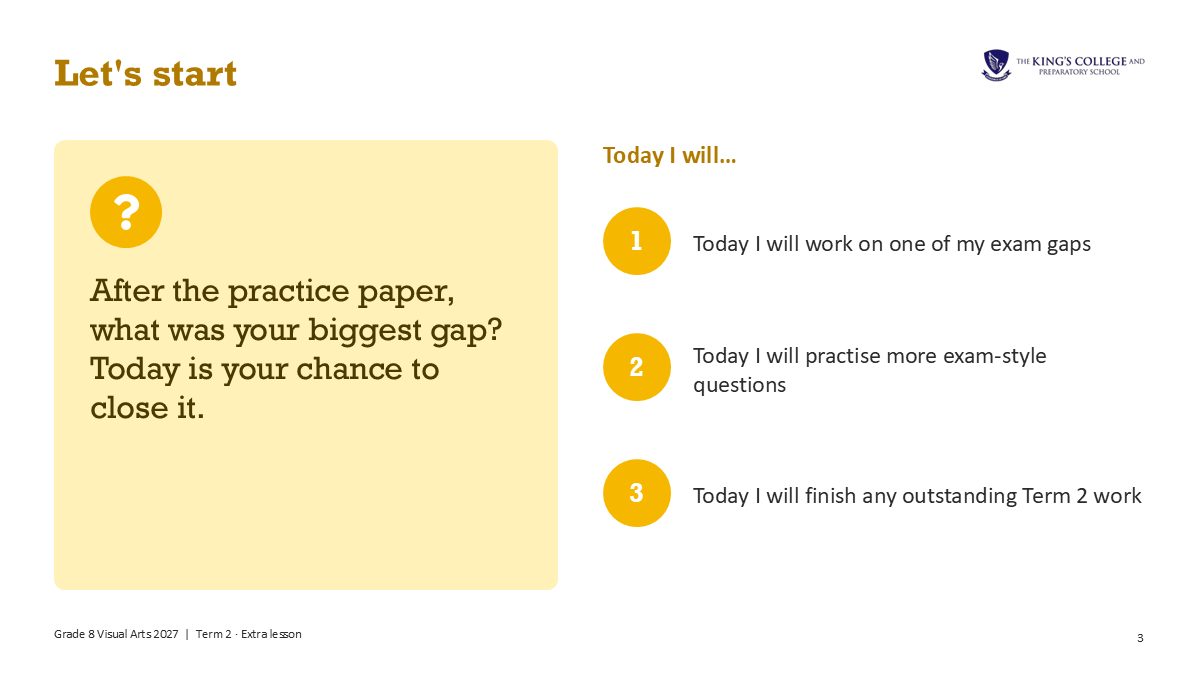 Let's start
THE KING'S COLLEGE AND
PREPARATORY SCHOOL
?
After the practice paper,
what was your biggest gap?
Today is your chance to
close it.
Today I will...
1
Today I will work on one of my exam gaps
2
Today I will practise more exam-style
questions
3
Today I will finish any outstanding Term 2 work
Grade 8 Visual Arts 2027 | Term 2 · Extra lesson
3